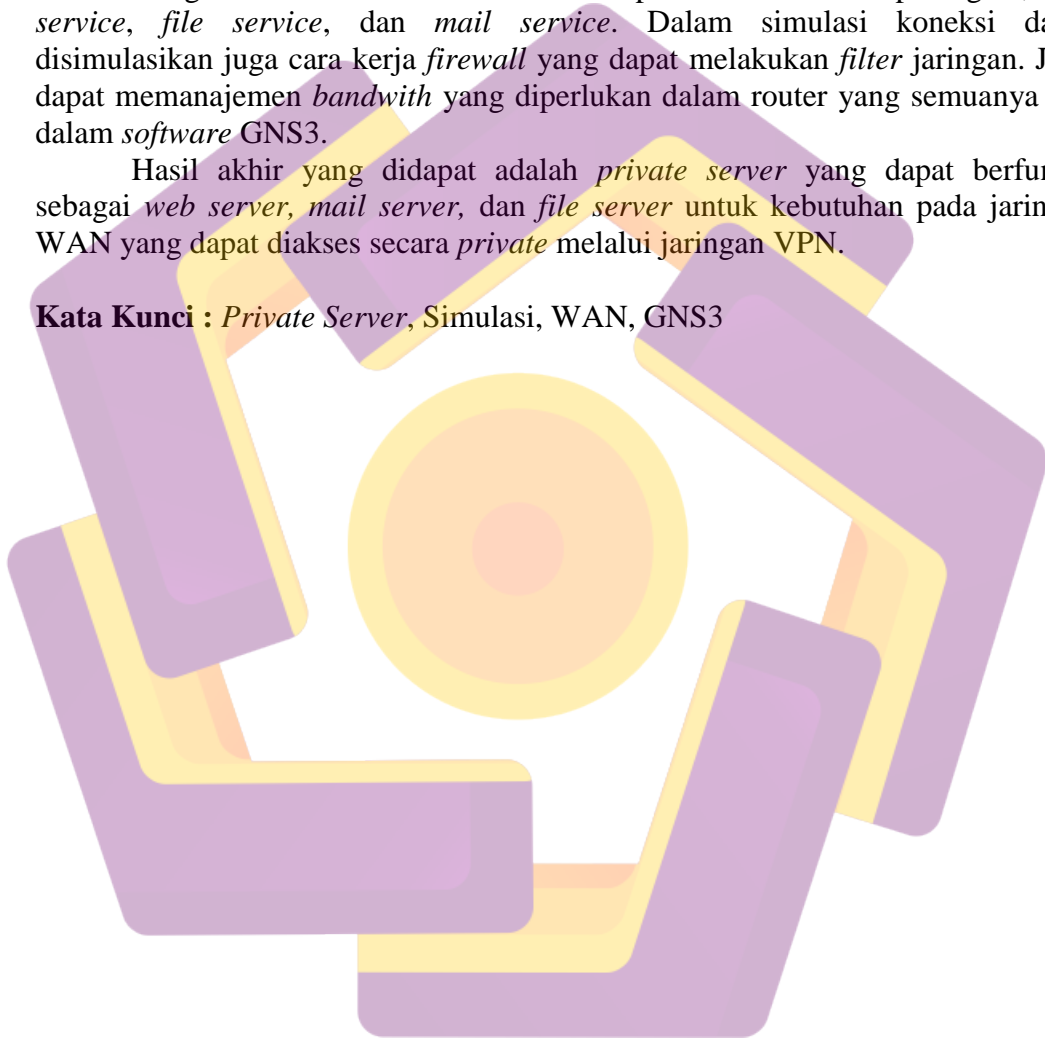 service, file service, dan mail service. Dalam simulasi koneksi
disimulasikan juga cara kerja firewall yang dapat melakukan filter jaringan.
dapat memanajemen bandwith yang diperlukan dalam router yang semuanya
dalam software GNS3.
Hasil akhir yang didapat adalah private server yang dapat
sebagai web server, mail server, dan file server untuk kebutuhan pada
WAN yang dapat diakses secara private melalui jaringan VPN.
Kata Kunci : Private Server, Simulasi, WAN, GNS3